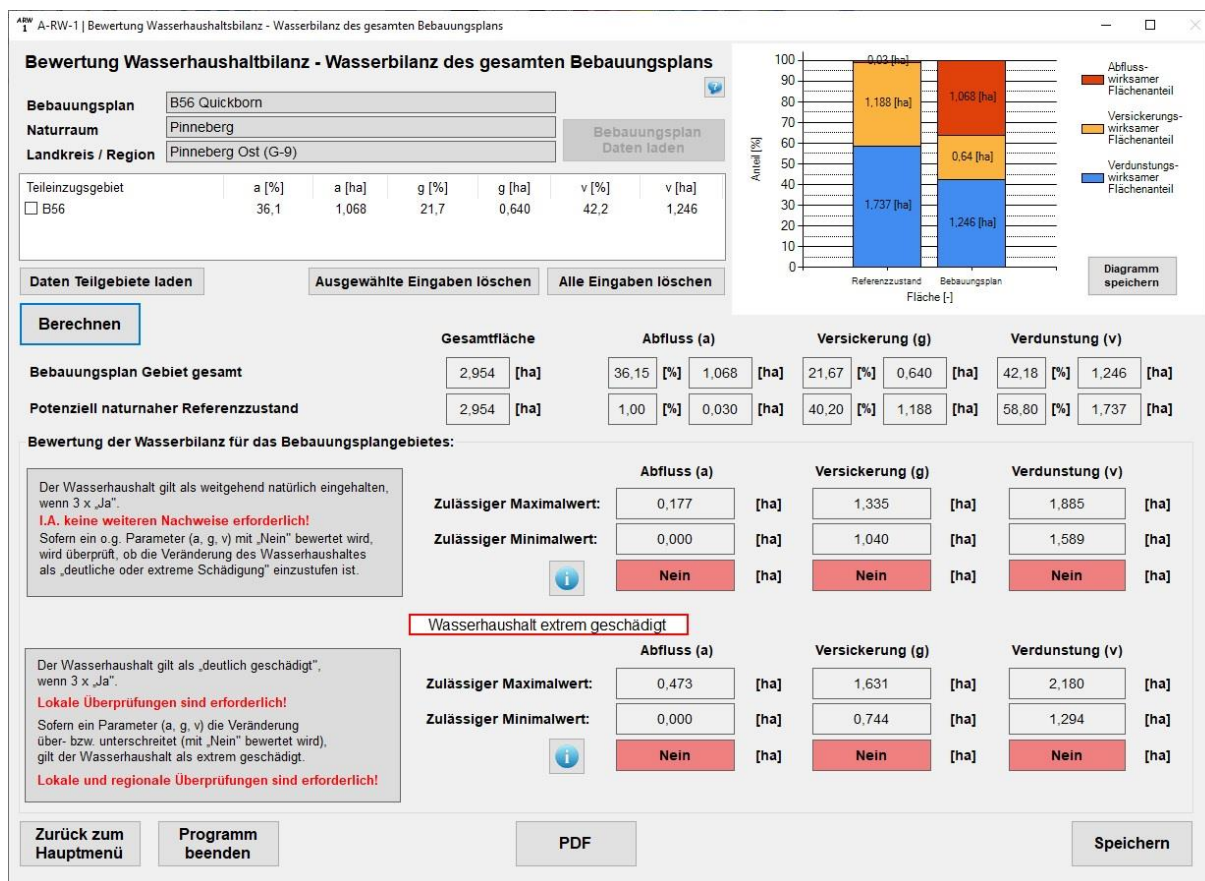 ARW 1 A-RW-1 | Bewertung Wasserhaushaltsbilanz - Wasserbilanz des gesamten Bebauungsplans
Bewertung Wasserhaushaltbilanz - Wasserbilanz des gesamten Bebauungsplans
Bebauungsplan B56 Quickborn
Naturraum Pinneberg
Landkreis / Region Pinneberg Ost (G-9)
Bebauungsplan
Daten laden
Teileinzugsgebiet a [%] a [ha] g [%] g [ha] v [%] v [ha]
B56 36,1 1,068 21,7 0,640 42,2 1,246
Daten Teilgebiete laden Ausgewählte Eingaben löschen Alle Eingaben löschen
Anteil [%]
100
90
80
70
60
50
40
30
20
10
0
0,03 [ha]
1,188 [ha]
1,737 [ha]
1,068 [ha]
0,64 [ha]
1,246 [ha]
Referenzzustand Bebauungsplan
Fläche [-]
Abfluss-
wirksamer
Flächenanteil
Versickerungs-
wirksamer
Flächenanteil
Verdunstungs-
wirksamer
Flächenanteil
Diagramm
speichern
Berechnen
Gesamtfläche Abfluss (a) Versickerung (g) Verdunstung (v)
Bebauungsplan Gebiet gesamt 2,954 [ha] 36,15 [%] 1,068 [ha] 21,67 [%] 0,640 [ha] 42,18 [%] 1,246 [ha]
Potenziell naturnaher Referenzzustand 2,954 [ha] 1,00 [%] 0,030 [ha] 40,20 [%] 1,188 [ha] 58,80 [%] 1,737 [ha]
Bewertung der Wasserbilanz für das Bebauungsplangebietes:
Der Wasserhaushalt gilt als weitgehend natürlich eingehalten,
wenn 3 x „Ja".
I.A. keine weiteren Nachweise erforderlich!
Sofern ein o.g. Parameter (a, g, v) mit „Nein" bewertet wird,
wird überprüft, ob die Veränderung des Wasserhaushaltes
als „deutliche oder extreme Schädigung" einzustufen ist.
Abfluss (a) Versickerung (g) Verdunstung (v)
Zulässiger Maximalwert: 0,177 [ha] 1,335 [ha] 1,885 [ha]
Zulässiger Minimalwert: 0,000 [ha] 1,040 [ha] 1,589 [ha]
Nein [ha] Nein [ha] Nein [ha]
Wasserhaushalt extrem geschädigt
Der Wasserhaushalt gilt als „deutlich geschädigt",
wenn 3 x „Ja".
Lokale Überprüfungen sind erforderlich!
Sofern ein Parameter (a, g, v) die Veränderung
über- bzw. unterschreitet (mit „Nein" bewertet wird),
gilt der Wasserhaushalt als extrem geschädigt.
Lokale und regionale Überprüfungen sind erforderlich!
Abfluss (a) Versickerung (g) Verdunstung (v)
Zulässiger Maximalwert: 0,473 [ha] 1,631 [ha] 2,180 [ha]
Zulässiger Minimalwert: 0,000 [ha] 0,744 [ha] 1,294 [ha]
Nein [ha] Nein [ha] Nein [ha]
Zurück zum
Hauptmenü
Programm
beenden
PDF
Speichern